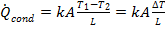 Q̇_cond = kA (T₁−T₂)/L = kA ΔT/L